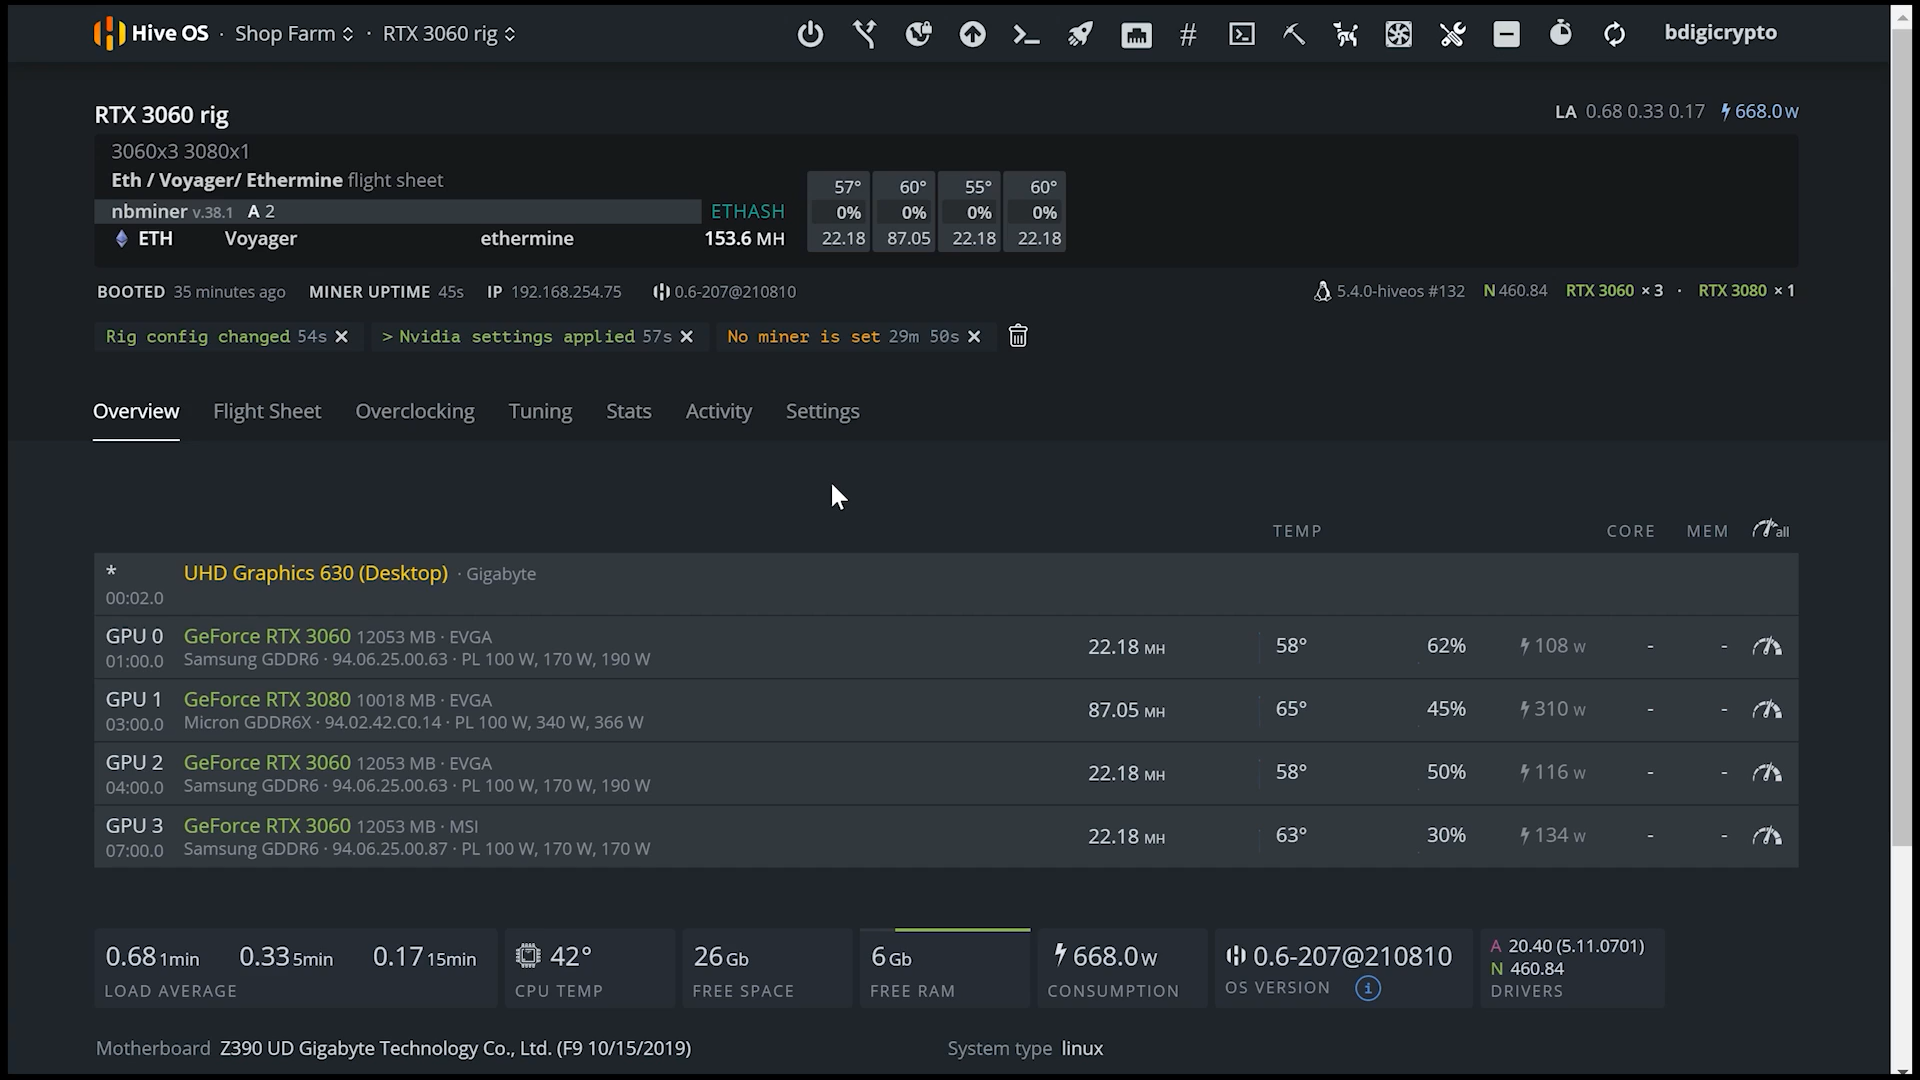 Hive OS · Shop Farm · RTX 3060 rig
bdigicrypto
RTX 3060 rig
LA 0.68 0.33 0.17 668.0 W
3060x3 3080x1
Eth / Voyager/ Ethermine flight sheet
nbminer v.38.1 A 2 ETHASH
ETH Voyager ethermine 153.6 MH
57° 60° 55° 60°
0% 0% 0% 0%
22.18 87.05 22.18 22.18
BOOTED 35 minutes ago MINER UPTIME 45s IP 192.168.254.75 0.6-207@210810
5.4.0-hiveos #132 N 460.84 RTX 3060 × 3 · RTX 3080 × 1
Rig config changed 54s ×
> Nvidia settings applied 57s ×
No miner is set 29m 50s ×
Overview Flight Sheet Overclocking Tuning Stats Activity Settings
TEMP CORE MEM all
* UHD Graphics 630 (Desktop) · Gigabyte
00:02.0
GPU 0 GeForce RTX 3060 12053 MB · EVGA 22.18 MH 58° 62% 108 W - -
01:00.0 Samsung GDDR6 · 94.06.25.00.63 · PL 100 W, 170 W, 190 W
GPU 1 GeForce RTX 3080 10018 MB · EVGA 87.05 MH 65° 45% 310 W - -
03:00.0 Micron GDDR6X · 94.02.42.C0.14 · PL 100 W, 340 W, 366 W
GPU 2 GeForce RTX 3060 12053 MB · EVGA 22.18 MH 58° 50% 116 W - -
04:00.0 Samsung GDDR6 · 94.06.25.00.63 · PL 100 W, 170 W, 190 W
GPU 3 GeForce RTX 3060 12053 MB · MSI 22.18 MH 63° 30% 134 W - -
07:00.0 Samsung GDDR6 · 94.06.25.00.87 · PL 100 W, 170 W, 170 W
0.68 1min 0.33 5min 0.17 15min
LOAD AVERAGE
42°
CPU TEMP
26 Gb
FREE SPACE
6 Gb
FREE RAM
668.0 W
CONSUMPTION
0.6-207@210810
OS VERSION i
A 20.40 (5.11.0701)
N 460.84
DRIVERS
Motherboard Z390 UD Gigabyte Technology Co., Ltd. (F9 10/15/2019)
System type linux